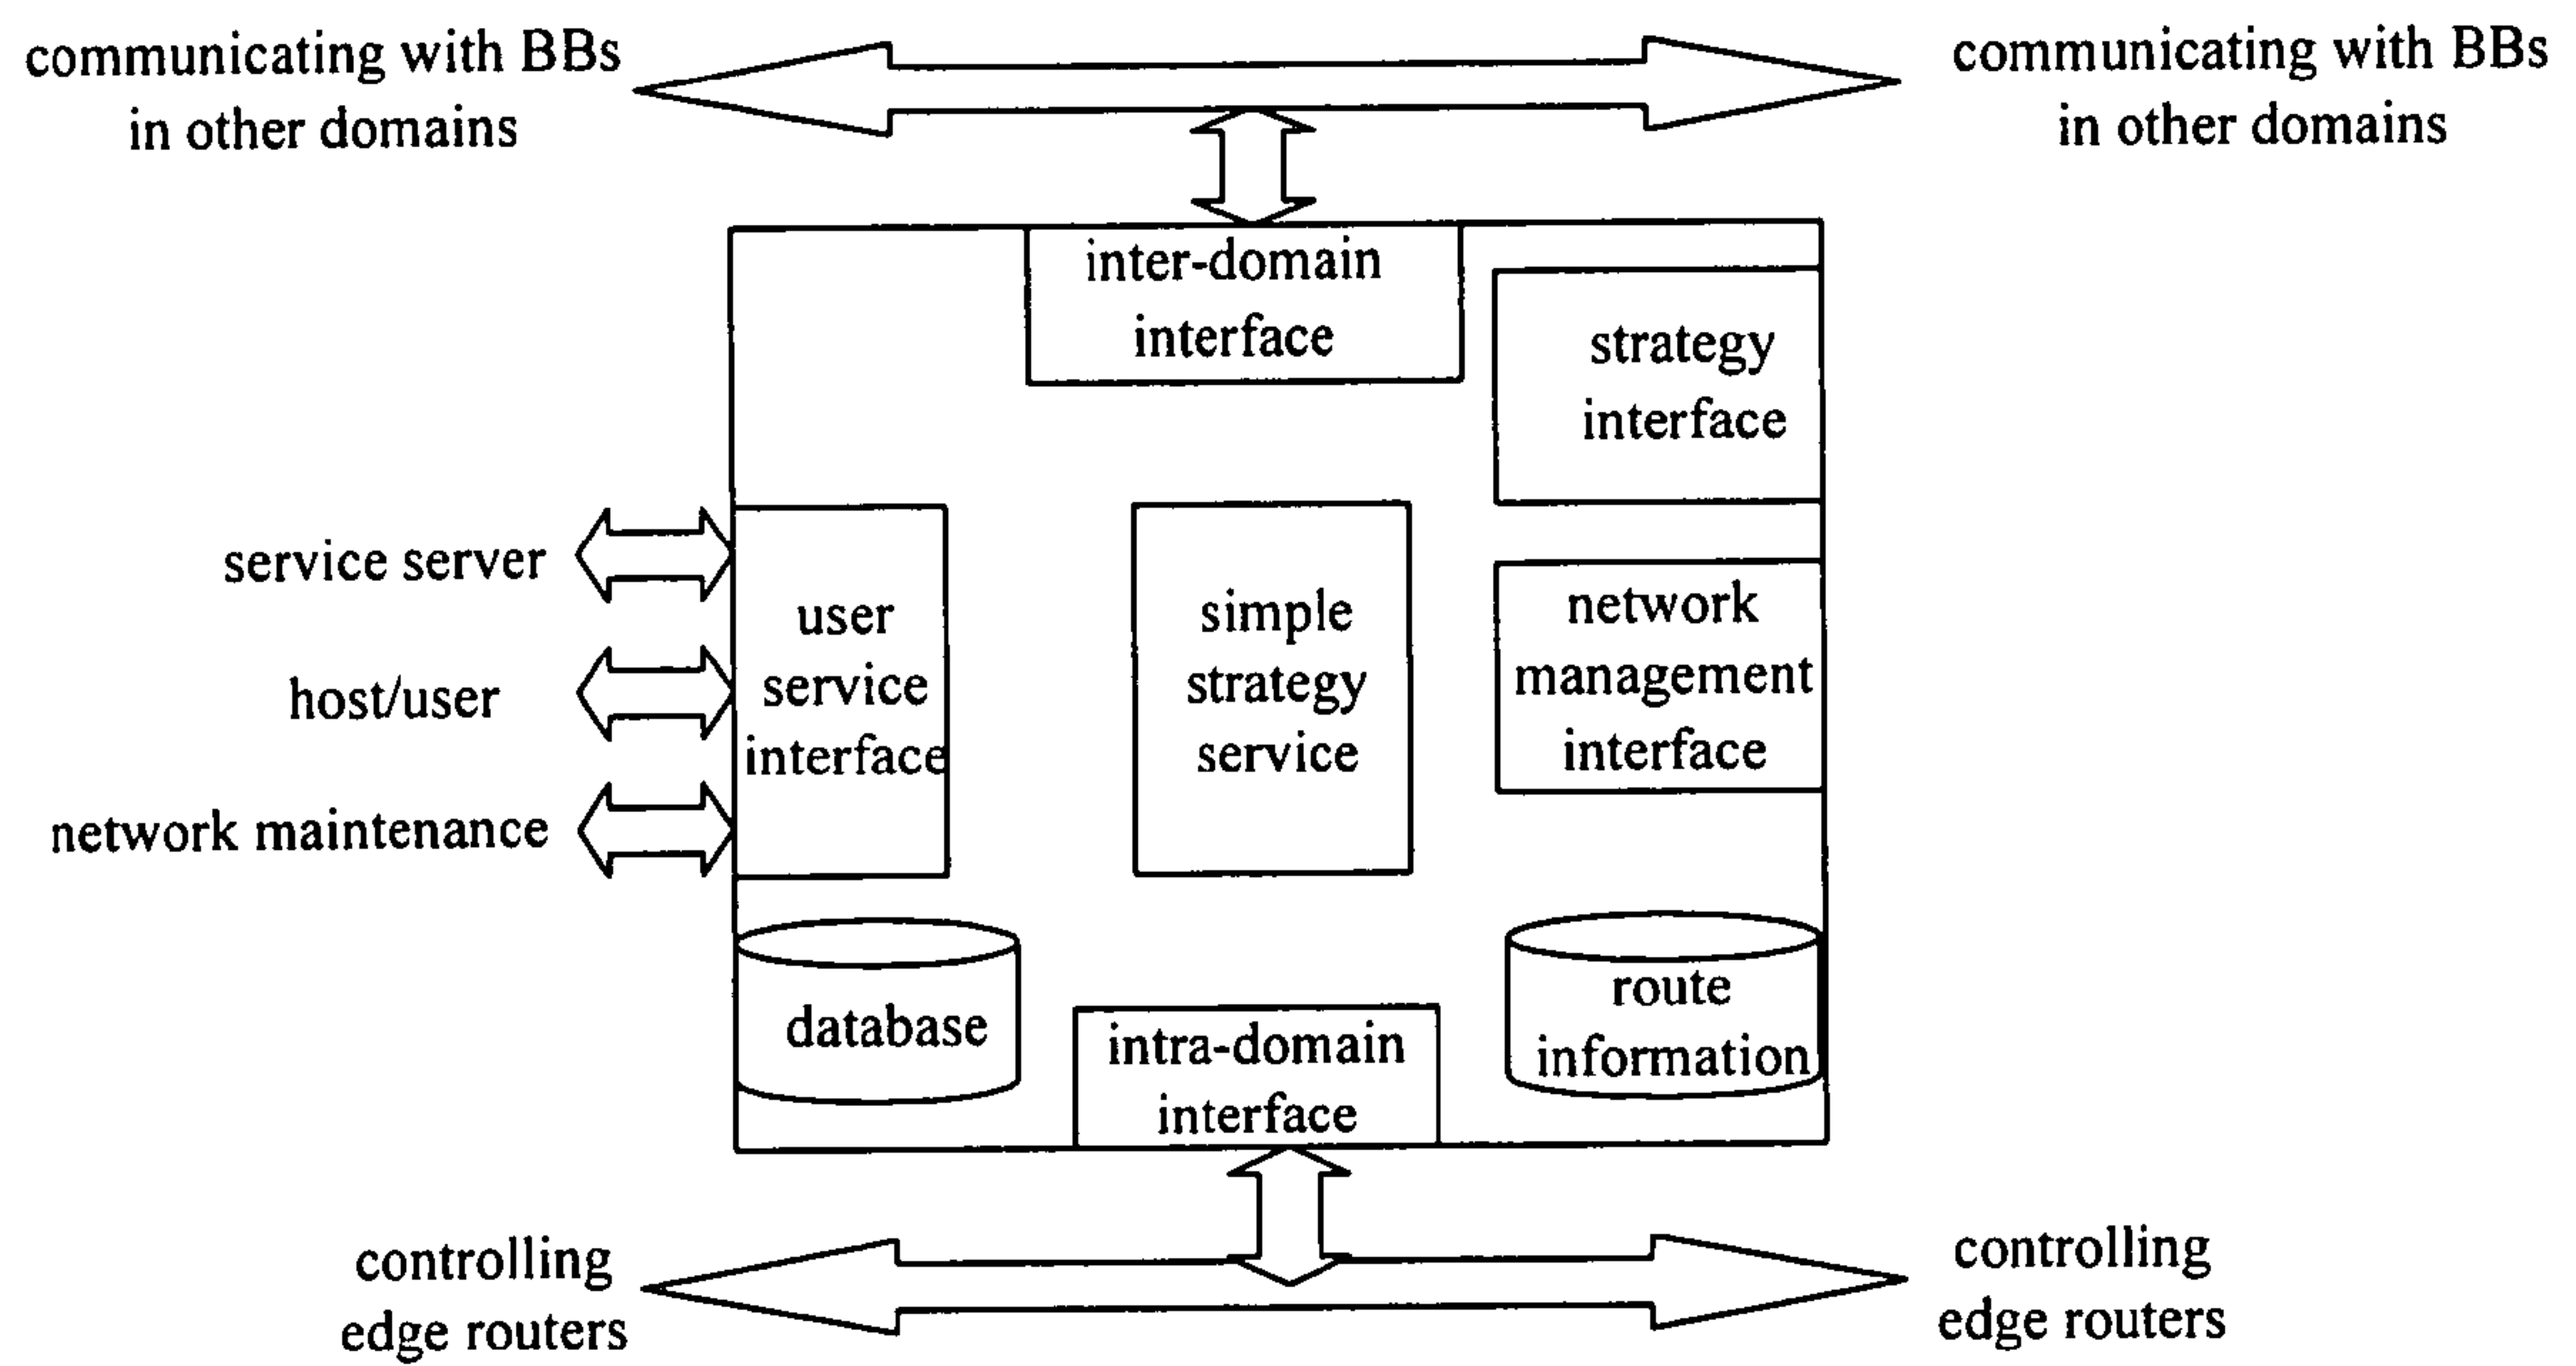 communicating with BBs
in other domains
communicating with BBs
in other domains
inter-domain
interface
strategy
interface
service server
host/user
network maintenance
user
service
interface
simple
strategy
service
network
management
interface
database
intra-domain
interface
route
information
controlling
edge routers
controlling
edge routers